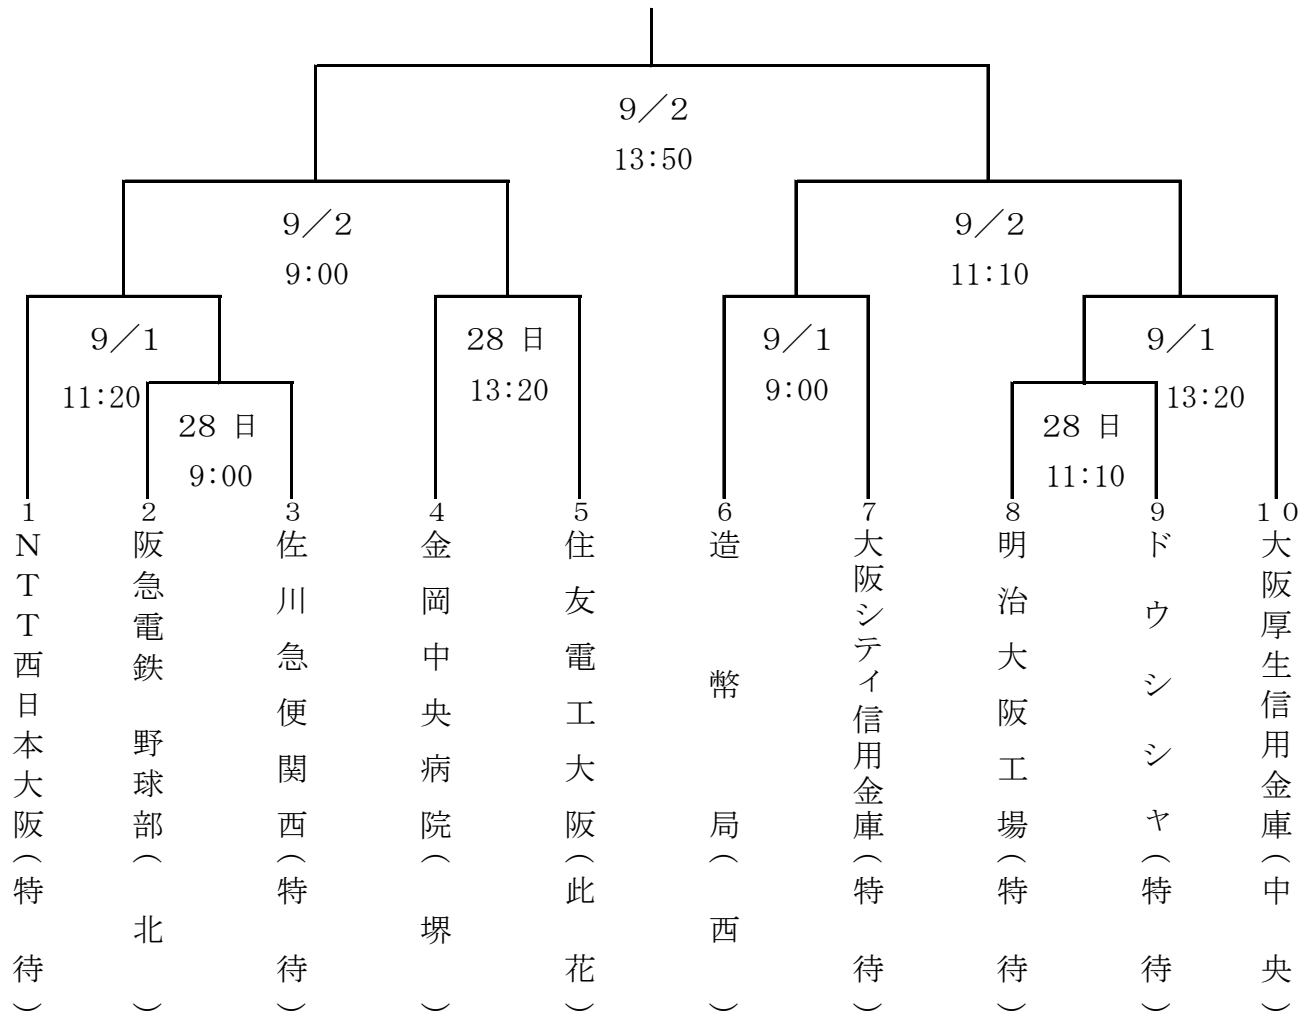 9／2
13:50
9／2
9:00
9／2
11:10
9／1
11:20
28 日
13:20
9／1
9:00
9／1
13:20
28 日
9:00
28 日
11:10
1
NTT西日本大阪(特待)
2
阪急電鉄 野球部(北)
3
佐川急便関西(特待)
4
金岡中央病院(堺)
5
住友電工大阪(此花)
6
造幣局(西)
7
大阪シティ信用金庫(特待)
8
明治大阪工場(特待)
9
ドウシシャ(特待)
10
大阪厚生信用金庫(中央)